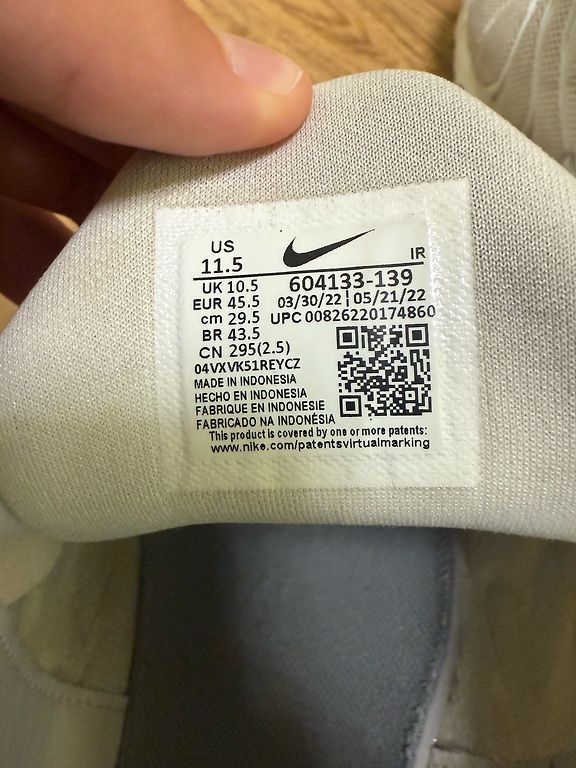 US
11.5 IR
UK 10.5 604133-139
EUR 45.5 03/30/22 | 05/21/22
cm 29.5 UPC 00826220174860
BR 43.5
CN 295(2.5)
04VXVK51REYCZ
MADE IN INDONESIA
HECHO EN INDONESIA
FABRIQUE EN INDONESIE
FABRICADO NA INDONÉSIA
This product is covered by one or more patents:
www.nike.com/patentsvirtualmarking